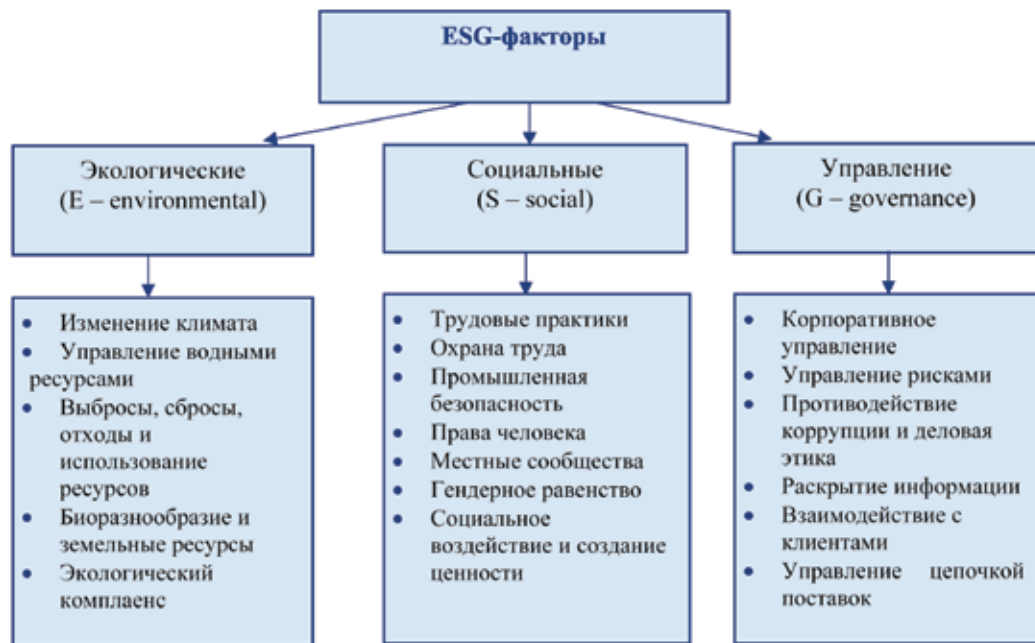 ESG-факторы
Экологические
(E – environmental)
Социальные
(S – social)
Управление
(G – governance)
• Изменение климата
• Управление водными
ресурсами
• Выбросы, сбросы,
отходы и
использование
ресурсов
• Биоразнообразие и
земельные ресурсы
• Экологический
комплаенс
• Трудовые практики
• Охрана труда
• Промышленная
безопасность
• Права человека
• Местные сообщества
• Гендерное равенство
• Социальное
воздействие и создание
ценности
• Корпоративное
управление
• Управление рисками
• Противодействие
коррупции и деловая
этика
• Раскрытие информации
• Взаимодействие с
клиентами
• Управление цепочкой
поставок